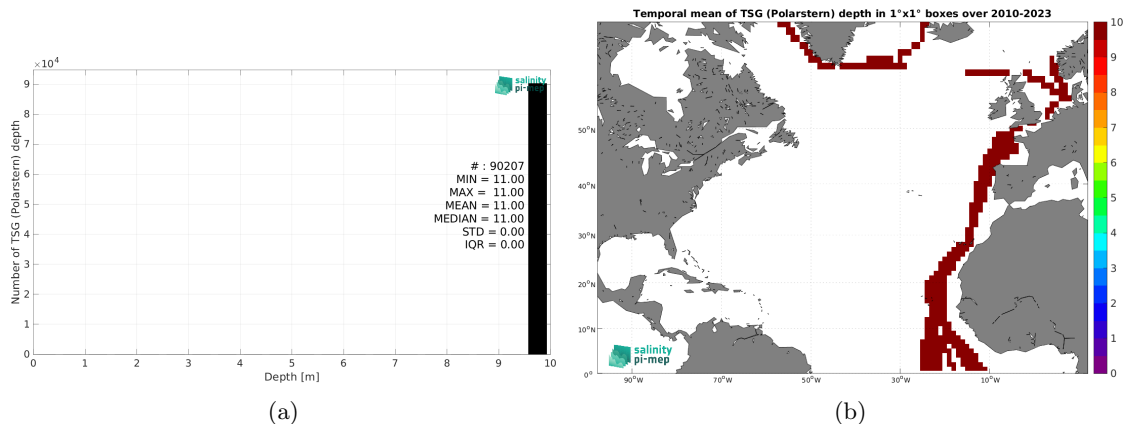 ×10⁴
9
8
7
6
5
4
3
2
1
0
Number of TSG (Polarstern) depth
salinity
pi-mep
# : 90207
MIN = 11.00
MAX = 11.00
MEAN = 11.00
MEDIAN = 11.00
STD = 0.00
IQR = 0.00
0 1 2 3 4 5 6 7 8 9 10
Depth [m]
(a)
Temporal mean of TSG (Polarstern) depth in 1°x1° boxes over 2010-2023
50°N
40°N
30°N
20°N
10°N
0°
90°W 70°W 50°W 30°W 10°W
salinity
pi-mep
10
9
8
7
6
5
4
3
2
1
0
(b)